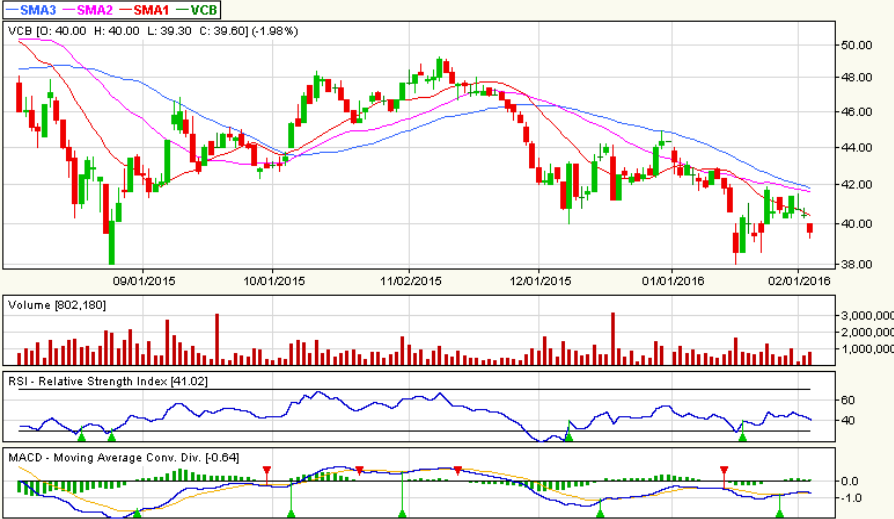 SMA3 SMA2 SMA1 VCB
VCB [O: 40.00 H: 40.00 L: 39.30 C: 39.60] (-1.98%)
50.00
48.00
46.00
44.00
42.00
40.00
38.00
09/01/2015 10/01/2015 11/02/2015 12/01/2015 01/01/2016 02/01/2016
Volume [802,180]
3,000,000
2,000,000
1,000,000
RSI - Relative Strength Index [41.02]
60
40
MACD - Moving Average Conv. Div. [-0.64]
0.0
-1.0